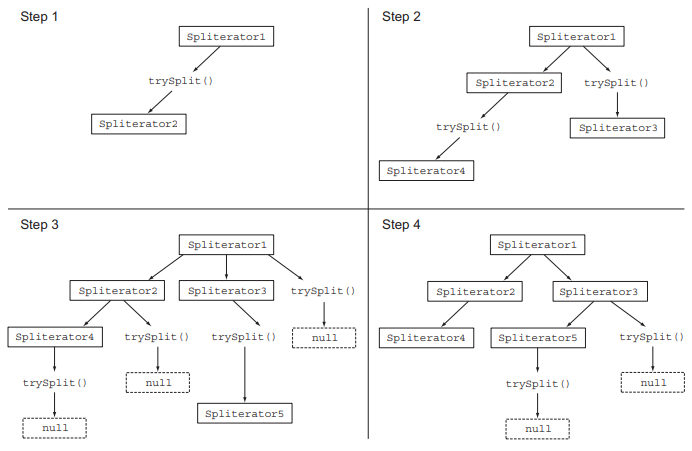 Step 1
Spliterator1
trySplit()
Spliterator2
Step 2
Spliterator1
Spliterator2
trySplit()
trySplit()
Spliterator3
Spliterator4
Step 3
Spliterator1
Spliterator2
Spliterator3
trySplit()
Spliterator4
trySplit()
trySplit()
null
trySplit()
null
Spliterator5
null
Step 4
Spliterator1
Spliterator2
Spliterator3
Spliterator4
Spliterator5
trySplit()
trySplit()
null
null